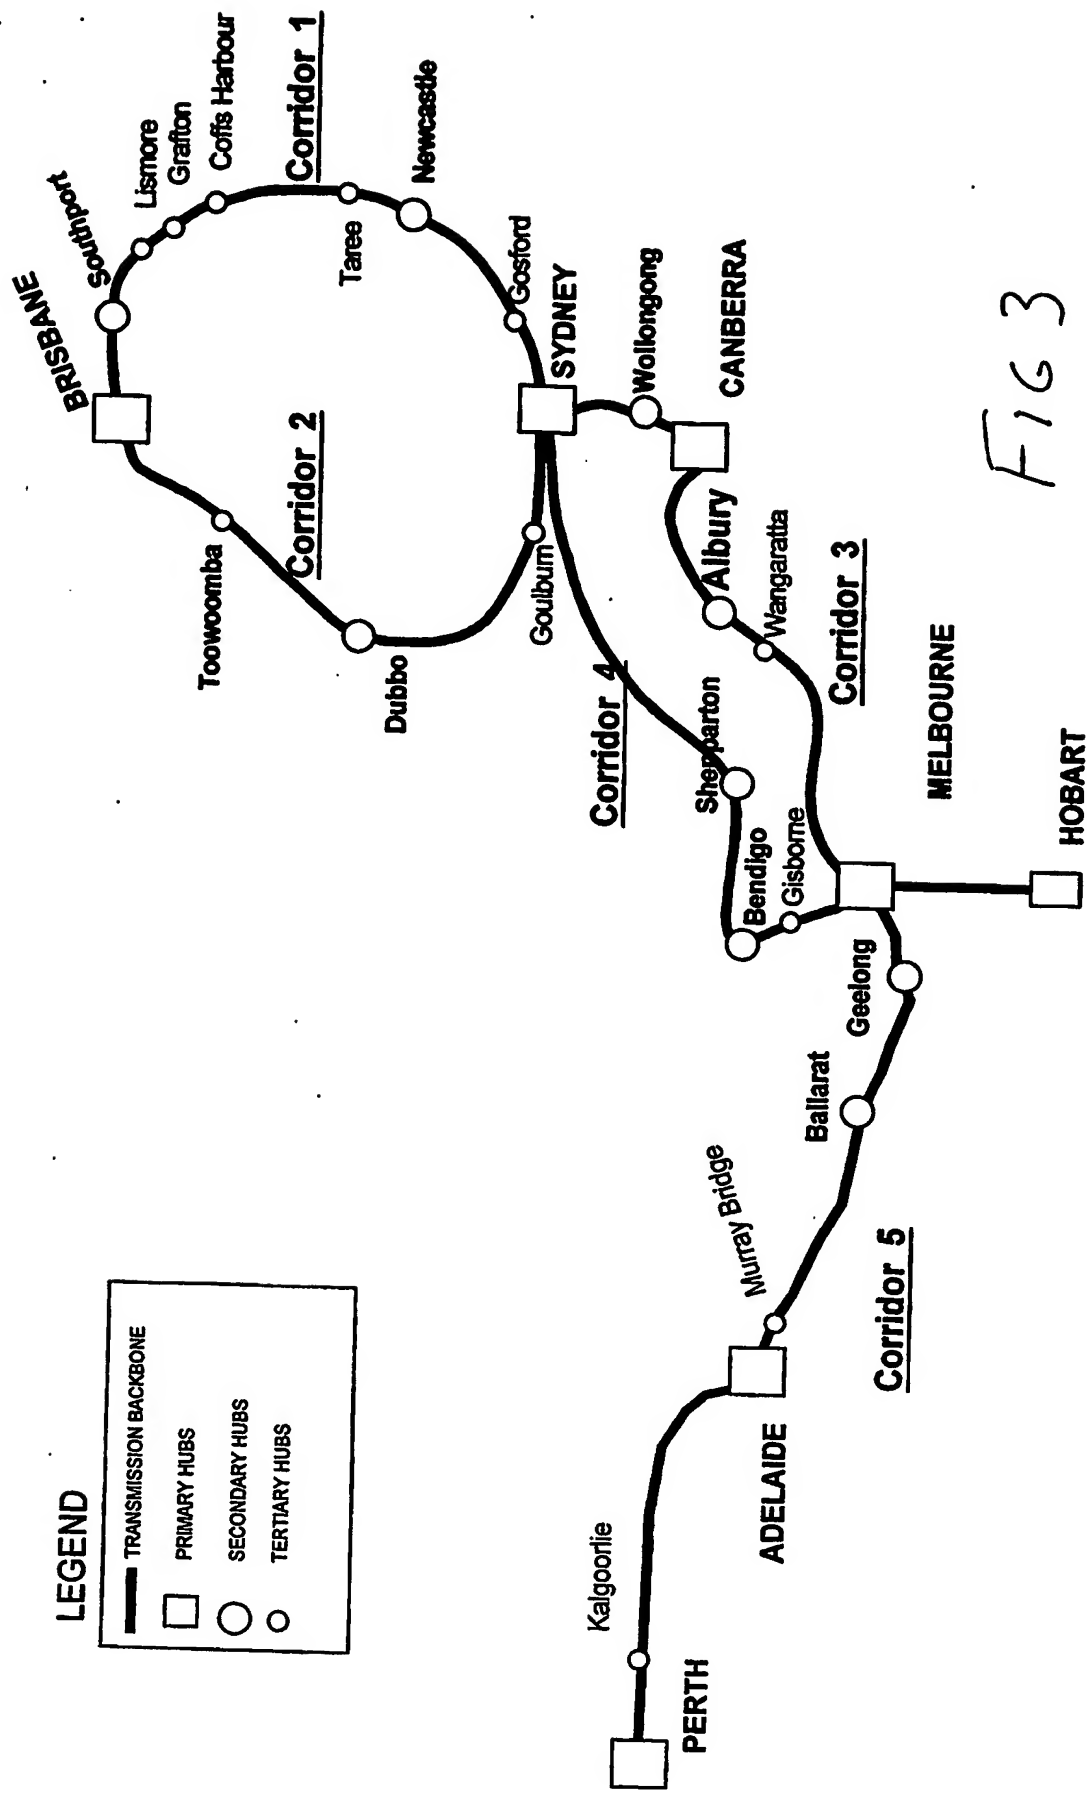 LEGEND
TRANSMISSION BACKBONE
PRIMARY HUBS
SECONDARY HUBS
TERTIARY HUBS
BRISBANE
Southport
Lismore
Grafton
Coffs Harbour
Corridor 1
Taree
Newcastle
Gosford
SYDNEY
Toowoomba
Corridor 2
Dubbo
Goulburn
Wollongong
CANBERRA
Albury
Wangaratta
Corridor 3
Corridor 4
Shepparton
Bendigo
Gisborne
MELBOURNE
HOBART
Geelong
Ballarat
Murray Bridge
Corridor 5
ADELAIDE
Kalgoorlie
PERTH
FIG 3